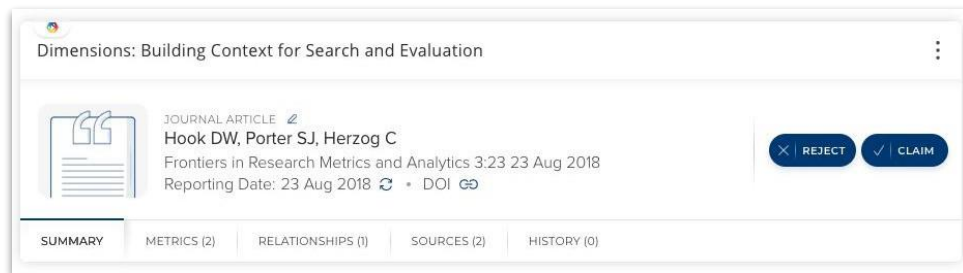 Dimensions: Building Context for Search and Evaluation
JOURNAL ARTICLE
Hook DW, Porter SJ, Herzog C
Frontiers in Research Metrics and Analytics 3:23 23 Aug 2018
Reporting Date: 23 Aug 2018 • DOI
REJECT CLAIM
SUMMARY METRICS (2) RELATIONSHIPS (1) SOURCES (2) HISTORY (0)